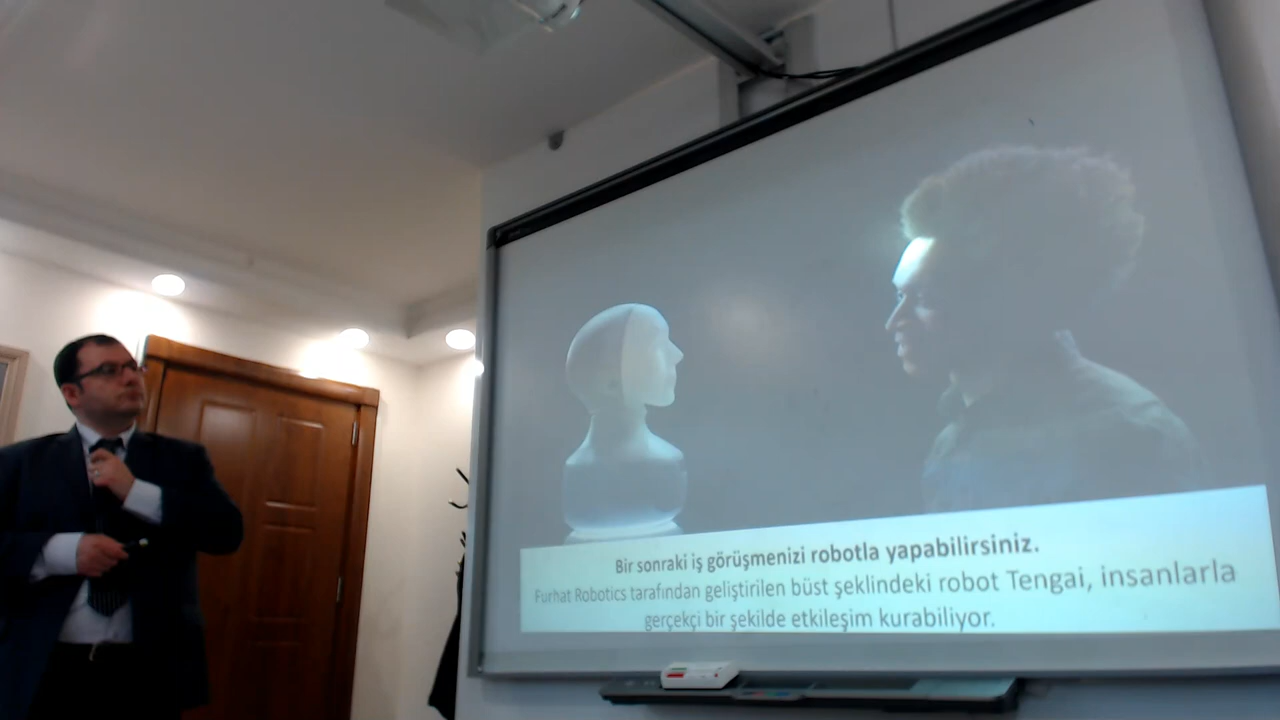 Bir sonraki iş görüşmenizi robotla yapabilirsiniz.
Furhat Robotics tarafından geliştirilen büst şeklindeki robot Tengai, insanlarla
gerçekçi bir şekilde etkileşim kurabiliyor.